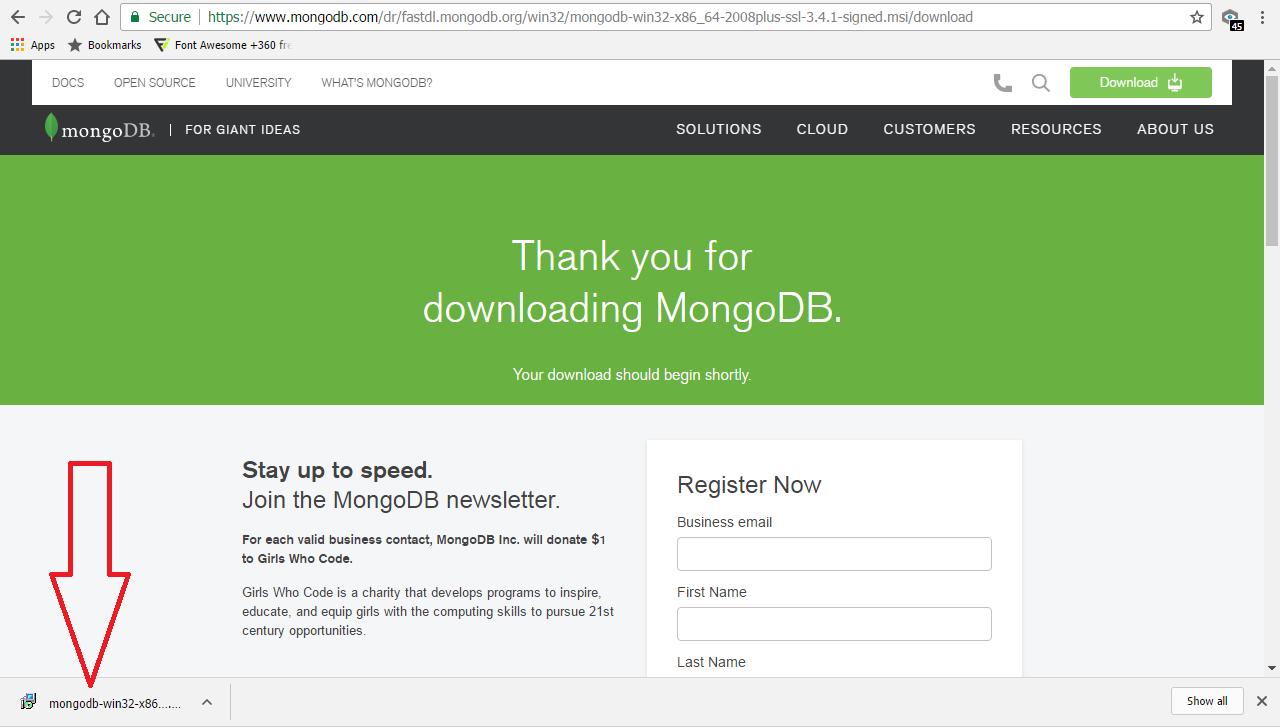 Secure https://www.mongodb.com/dr/fastdl.mongodb.org/win32/mongodb-win32-x86_64-2008plus-ssl-3.4.1-signed.msi/download
45
Apps Bookmarks Font Awesome +360 fre
DOCS OPEN SOURCE UNIVERSITY WHAT'S MONGODB? Download
mongoDB. | FOR GIANT IDEAS SOLUTIONS CLOUD CUSTOMERS RESOURCES ABOUT US
Thank you for
downloading MongoDB.
Your download should begin shortly.
Stay up to speed.
Join the MongoDB newsletter.
For each valid business contact, MongoDB Inc. will donate $1
to Girls Who Code.
Girls Who Code is a charity that develops programs to inspire,
educate, and equip girls with the computing skills to pursue 21st
century opportunities.
Register Now
Business email
First Name
Last Name
mongodb-win32-x86....... Show all